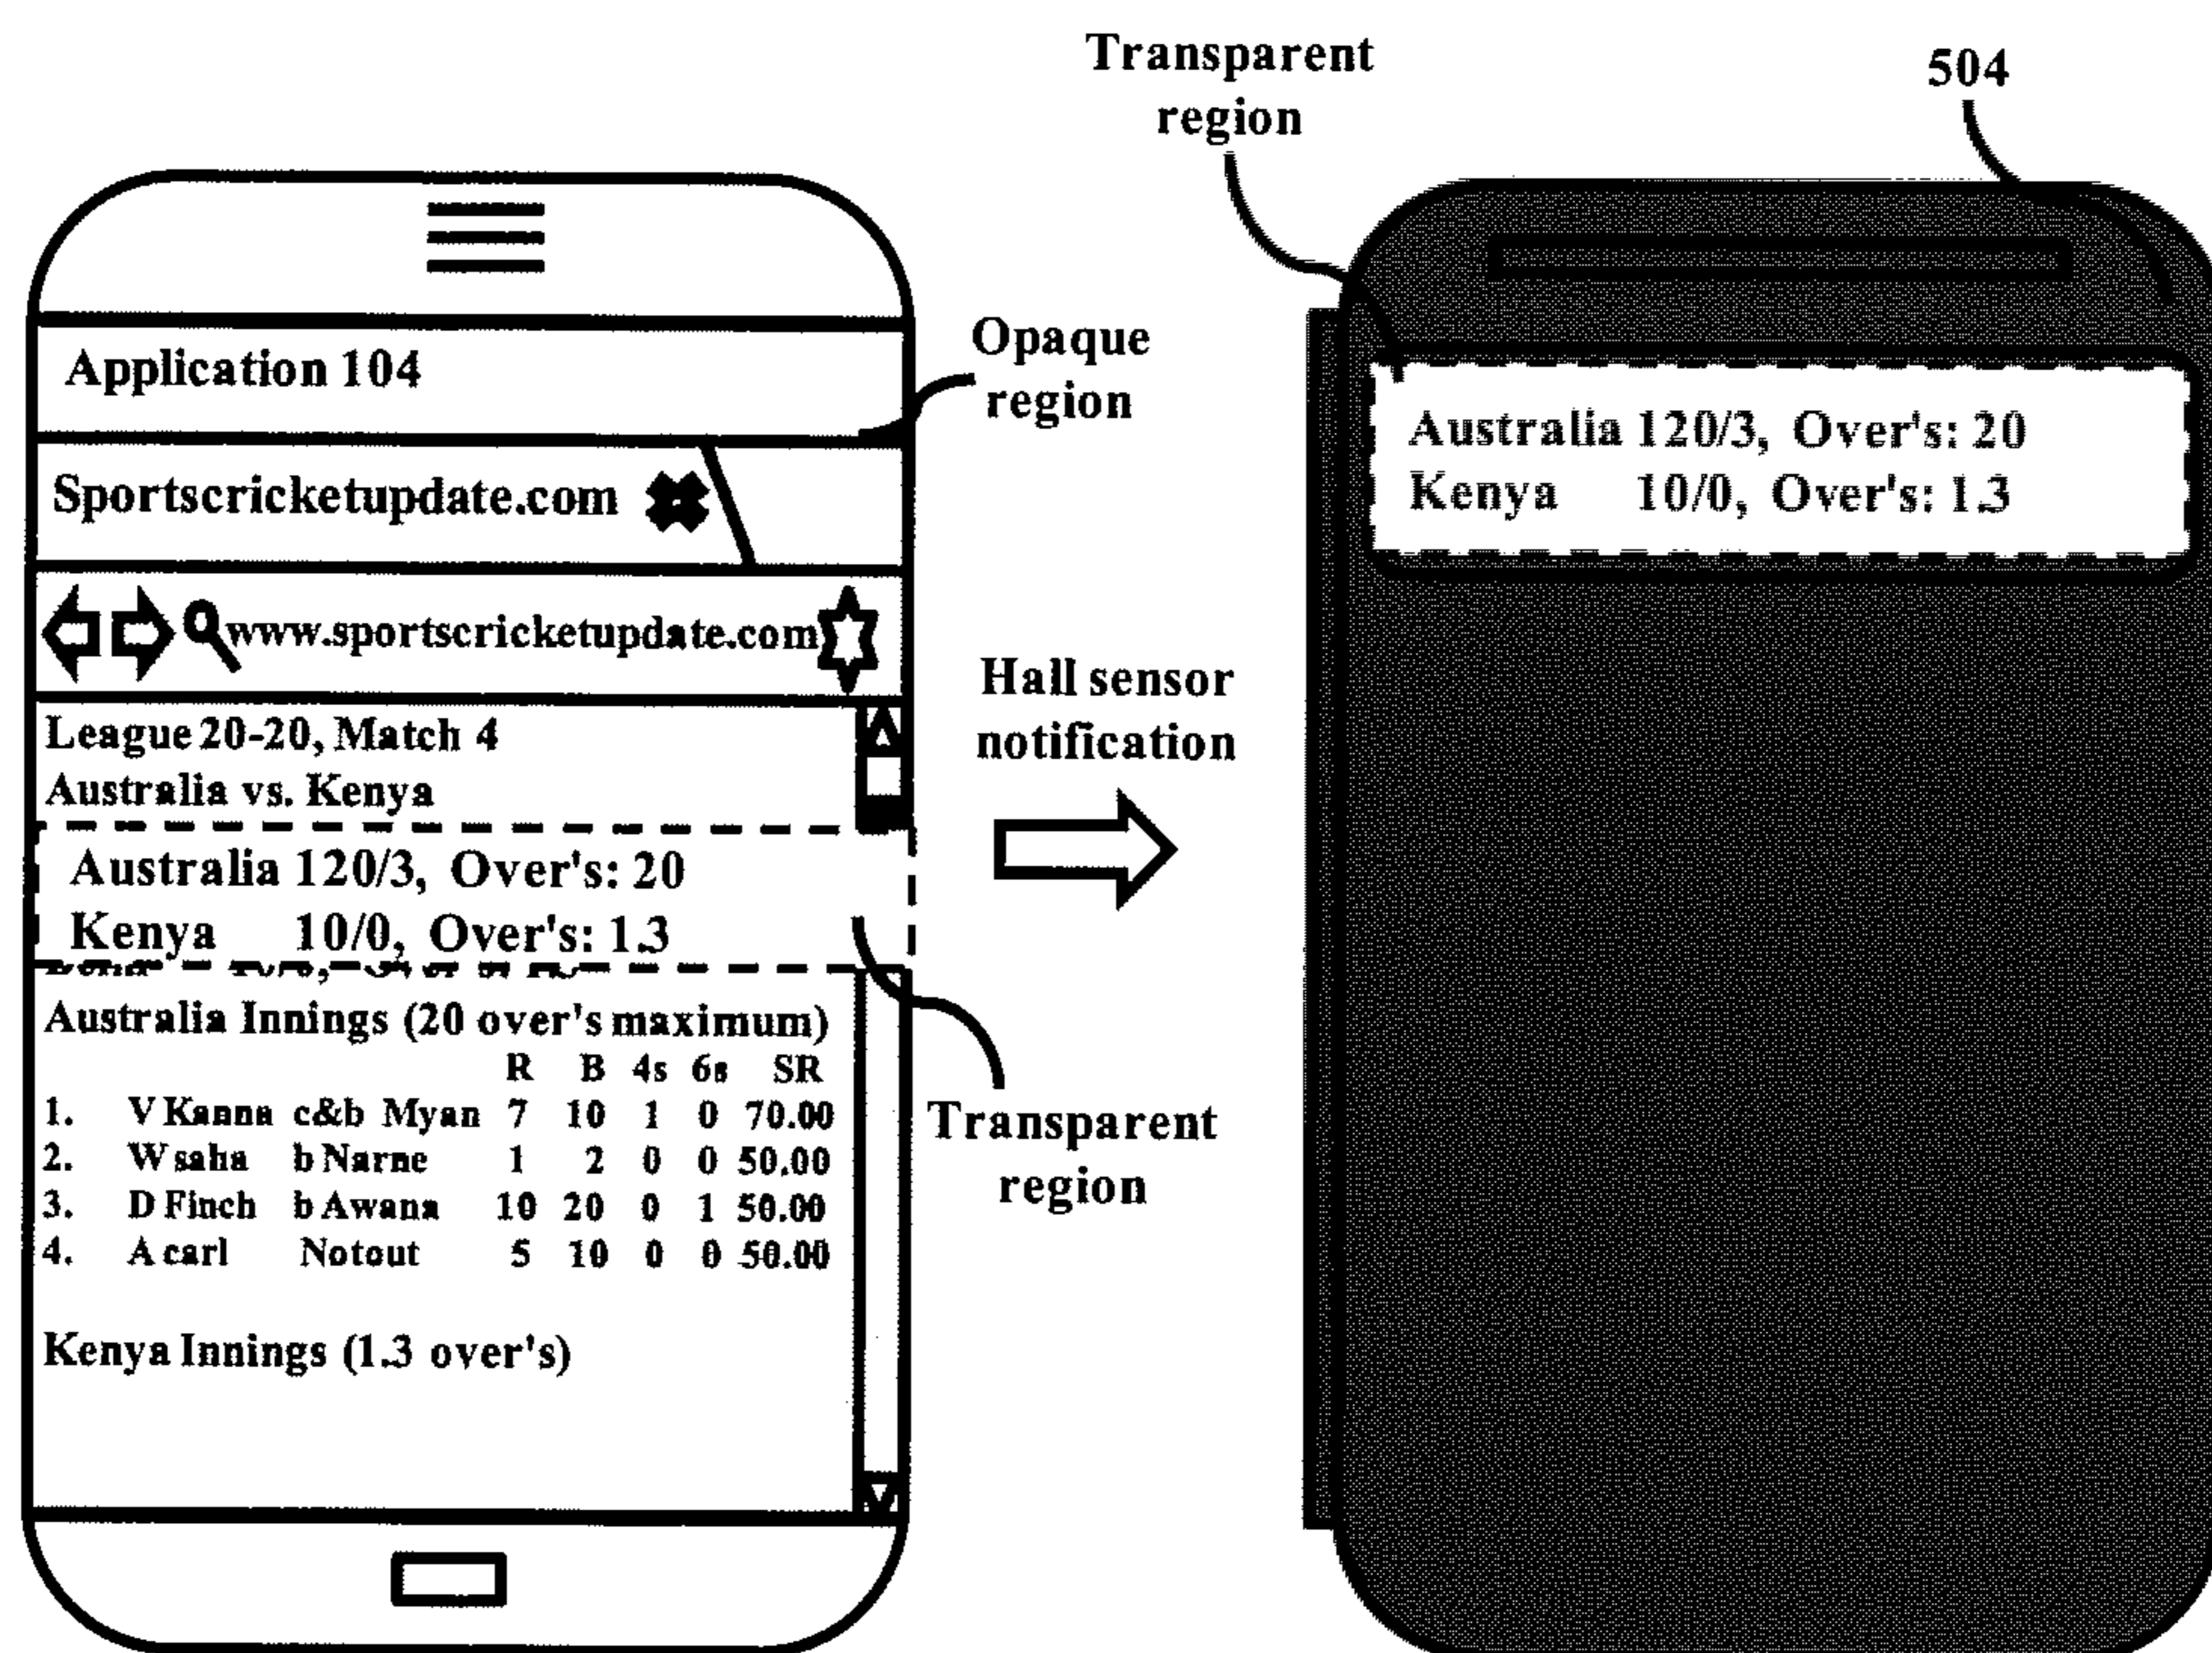 Transparent
region
504
Application 104
Opaque
region
Sportscricketupdate.com
www.sportscricketupdate.com
League 20-20, Match 4
Australia vs. Kenya
Australia 120/3, Over's: 20
Kenya 10/0, Over's: 1.3
Australia Innings (20 over's maximum)
R B 4s 6s SR
1. V Kanna c&b Myan 7 10 1 0 70.00
2. W saha b Narne 1 2 0 0 50.00
3. D Finch b Awana 10 20 0 1 50.00
4. A carl Notout 5 10 0 0 50.00
Kenya Innings (1.3 over's)
Hall sensor
notification
Transparent
region
Australia 120/3, Over's: 20
Kenya 10/0, Over's: 1.3